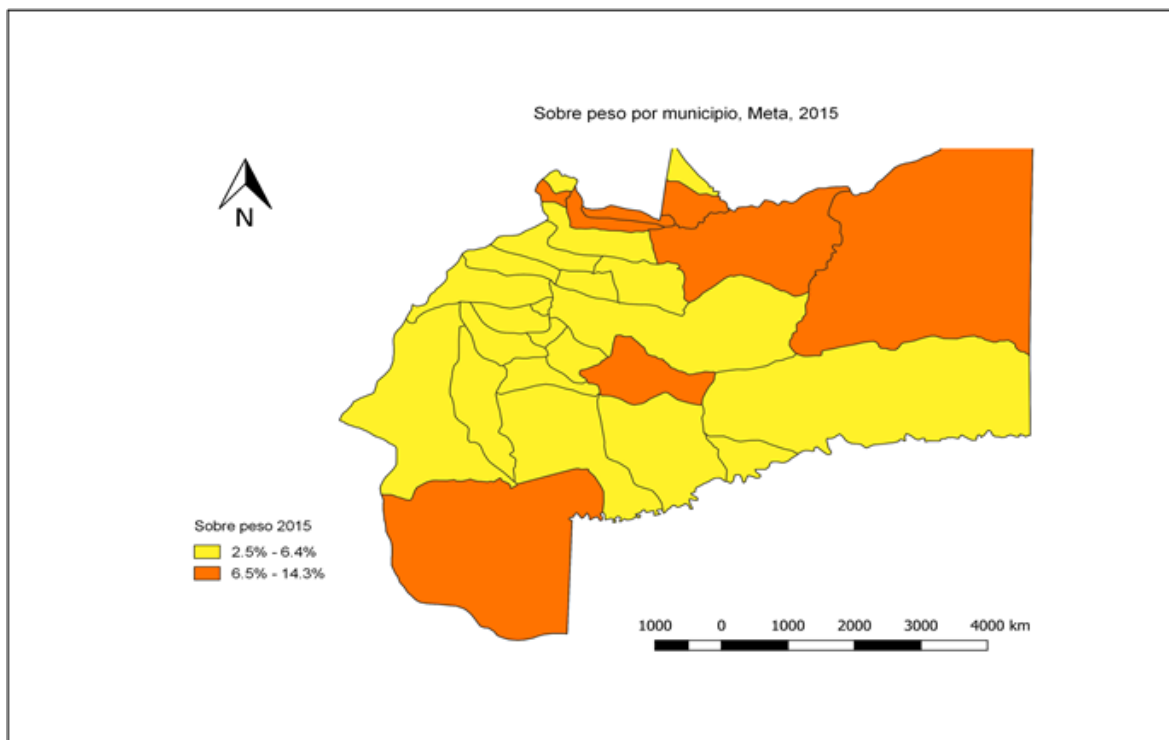 Sobre peso por municipio, Meta, 2015
N
Sobre peso 2015
2.5% - 6.4%
6.5% - 14.3%
1000 0 1000 2000 3000 4000 km